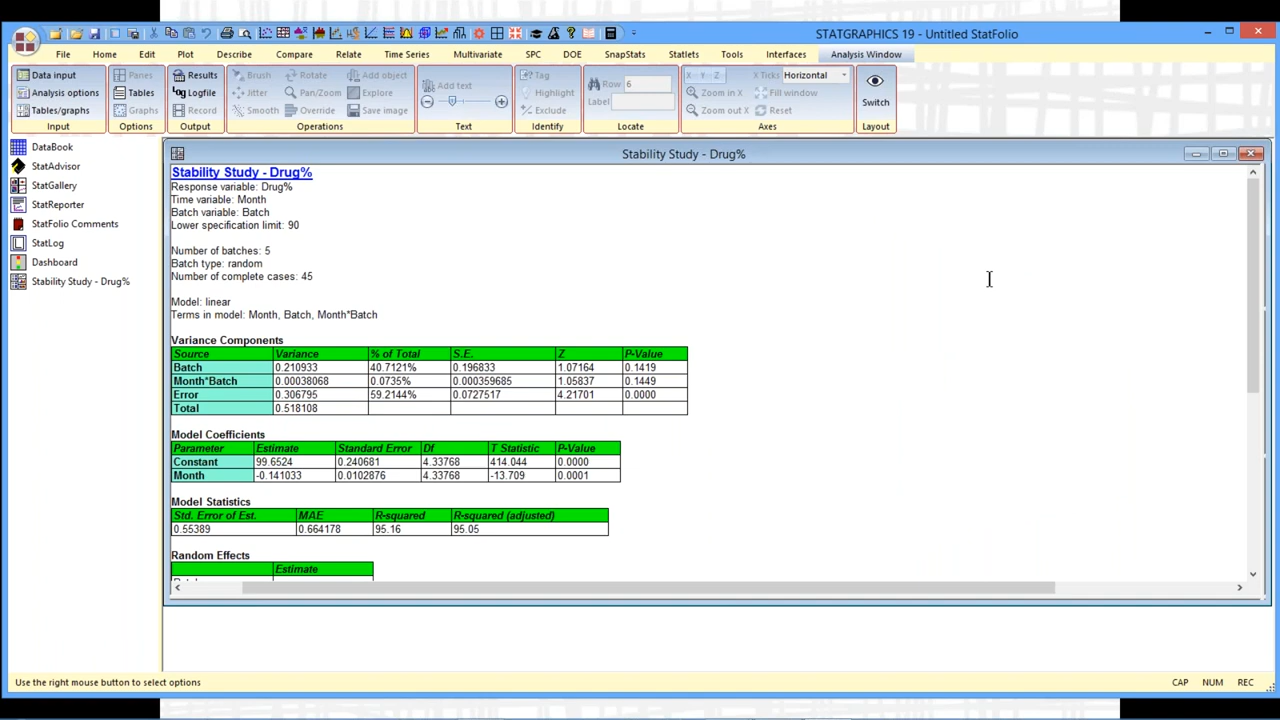 STATGRAPHICS 19 - Untitled StatFolio
File Home Edit Plot Describe Compare Relate Time Series Multivariate SPC DOE SnapStats Statlets Tools Interfaces Analysis Window
Data input Panes Results Brush Rotate Add object Add text Tag Row 6 X Y Z X Ticks Horizontal
Analysis options Tables Logfile Jitter Pan/Zoom Explore Highlight Label Zoom in X Fill window Switch
Tables/graphs Graphs Record Smooth Override Save image Exclude Zoom out X Reset
Input Options Output Operations Text Identify Locate Axes Layout
DataBook
StatAdvisor
StatGallery
StatReporter
StatFolio Comments
StatLog
Dashboard
Stability Study - Drug%
Stability Study - Drug%
Stability Study - Drug%
Response variable: Drug%
Time variable: Month
Batch variable: Batch
Lower specification limit: 90
Number of batches: 5
Batch type: random
Number of complete cases: 45
Model: linear
Terms in model: Month, Batch, Month*Batch
Variance Components
Source Variance % of Total S.E. Z P-Value
Batch 0.210933 40.7121% 0.196833 1.07164 0.1419
Month*Batch 0.00038068 0.0735% 0.000359685 1.05837 0.1449
Error 0.306795 59.2144% 0.0727517 4.21701 0.0000
Total 0.518108
Model Coefficients
Parameter Estimate Standard Error Df T Statistic P-Value
Constant 99.6524 0.240681 4.33768 414.044 0.0000
Month -0.141033 0.0102876 4.33768 -13.709 0.0001
Model Statistics
Std. Error of Est. MAE R-squared R-squared (adjusted)
0.55389 0.664178 95.16 95.05
Random Effects
Estimate
Use the right mouse button to select options
CAP NUM REC